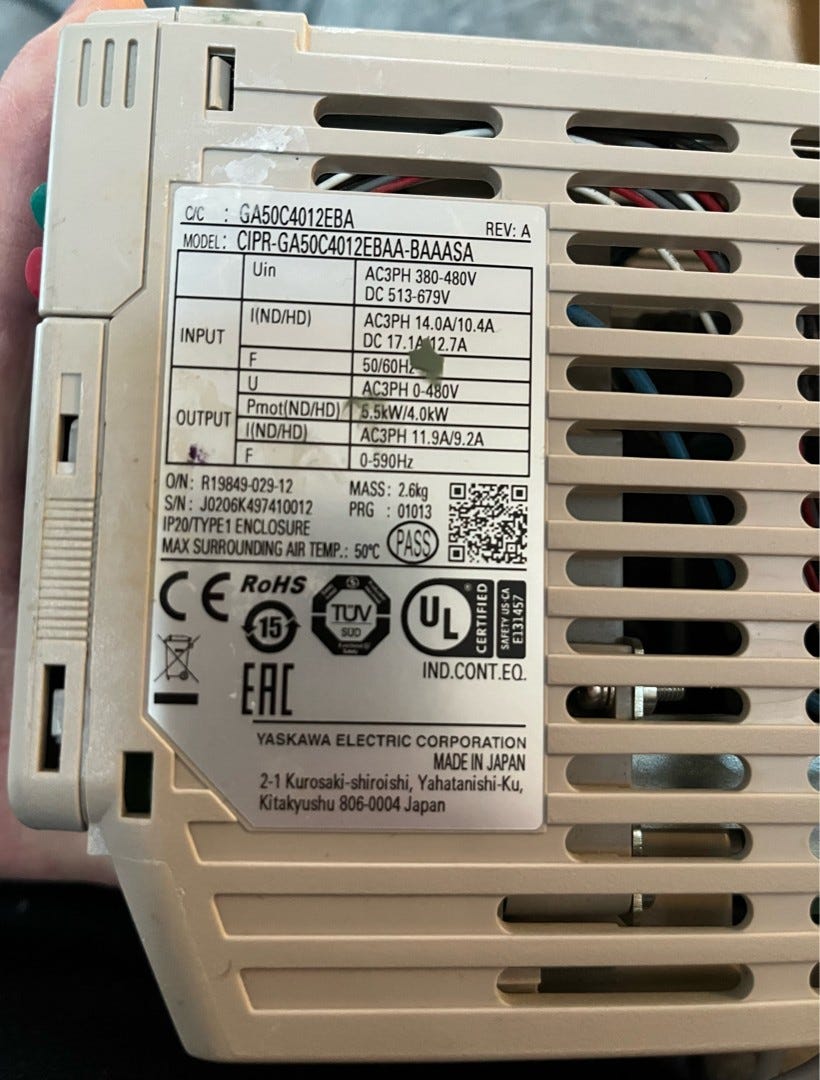 C/C : GA50C4012EBA REV: A
MODEL: CIPR-GA50C4012EBAA-BAAASA
Uin AC3PH 380-480V
DC 513-679V
INPUT I(ND/HD) AC3PH 14.0A/10.4A
DC 17.1A/12.7A
F 50/60Hz
OUTPUT U AC3PH 0-480V
Pmot(ND/HD) 5.5kW/4.0kW
I(ND/HD) AC3PH 11.9A/9.2A
F 0-590Hz
O/N: R19849-029-12 MASS: 2.6kg
S/N: J0206K497410012 PRG : 01013
IP20/TYPE1 ENCLOSURE
MAX SURROUNDING AIR TEMP.: 50℃ PASS
CE RoHS
15
TÜV
SÜD
UL
CERTIFIED
SAFETY US-CA
E131457
EAC
IND.CONT.EQ.
YASKAWA ELECTRIC CORPORATION
MADE IN JAPAN
2-1 Kurosaki-shiroishi, Yahatanishi-Ku,
Kitakyushu 806-0004 Japan